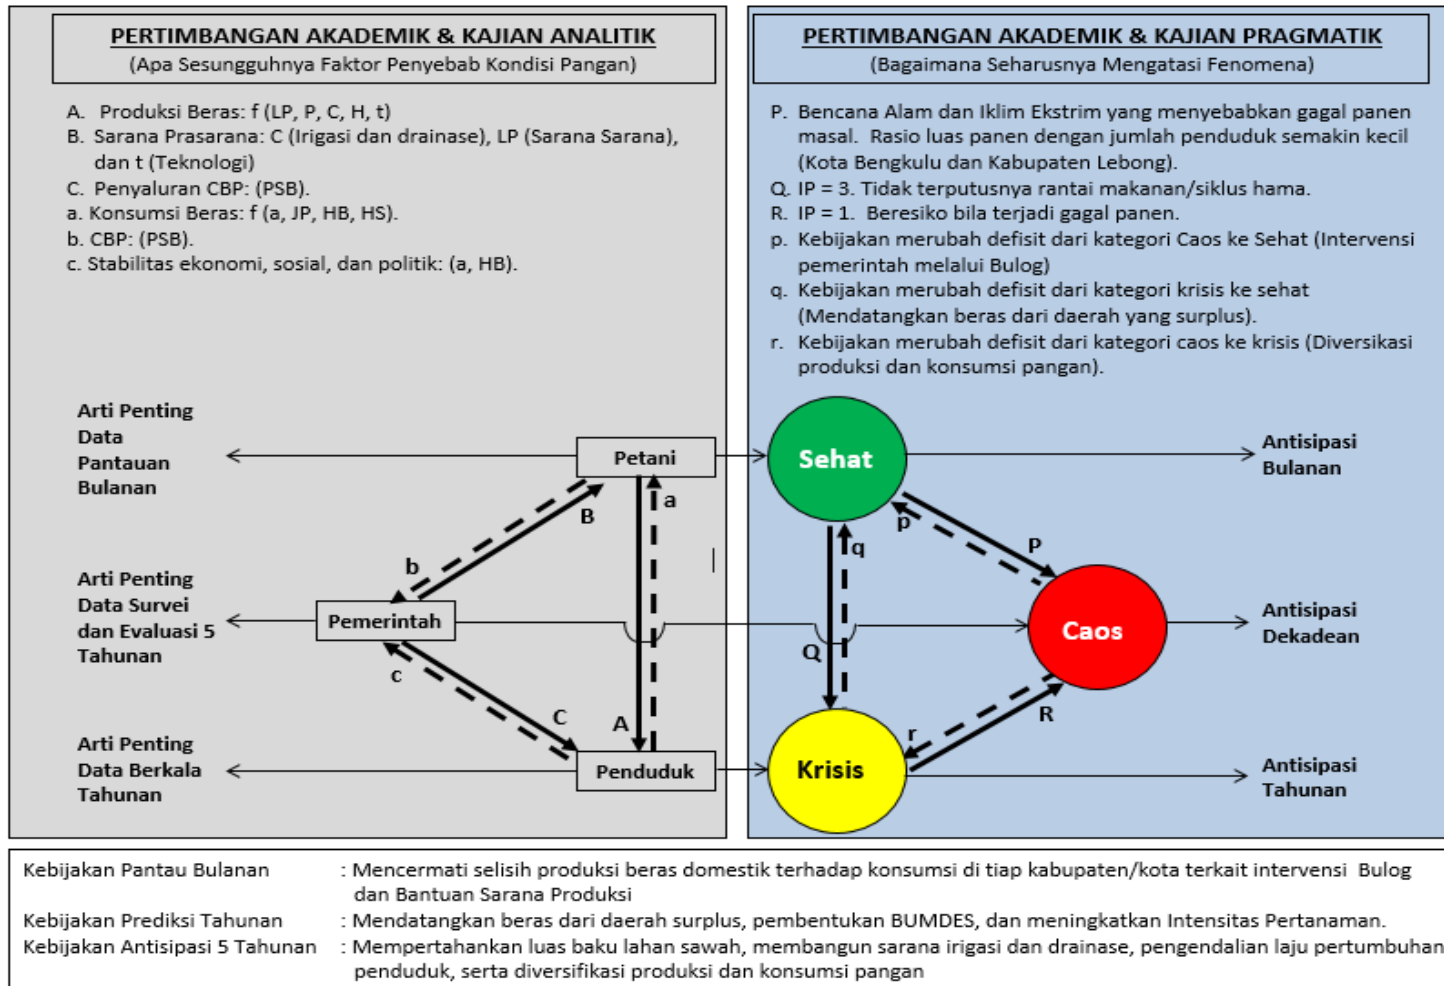 PERTIMBANGAN AKADEMIK & KAJIAN ANALITIK
(Apa Sesungguhnya Faktor Penyebab Kondisi Pangan)
A. Produksi Beras: f (LP, P, C, H, t)
B. Sarana Prasarana: C (Irigasi dan drainase), LP (Sarana Sarana),
dan t (Teknologi)
C. Penyaluran CBP: (PSB).
a. Konsumsi Beras: f (a, JP, HB, HS).
b. CBP: (PSB).
c. Stabilitas ekonomi, sosial, dan politik: (a, HB).
Arti Penting
Data
Pantauan
Bulanan
Petani
a
B
b
Arti Penting
Data Survei
dan Evaluasi 5
Tahunan
Pemerintah
c
C
A
Arti Penting
Data Berkala
Tahunan
Penduduk
PERTIMBANGAN AKADEMIK & KAJIAN PRAGMATIK
(Bagaimana Seharusnya Mengatasi Fenomena)
P. Bencana Alam dan Iklim Ekstrim yang menyebabkan gagal panen
masal. Rasio luas panen dengan jumlah penduduk semakin kecil
(Kota Bengkulu dan Kabupaten Lebong).
Q. IP = 3. Tidak terputusnya rantai makanan/siklus hama.
R. IP = 1. Beresiko bila terjadi gagal panen.
p. Kebijakan merubah defisit dari kategori Caos ke Sehat (Intervensi
pemerintah melalui Bulog)
q. Kebijakan merubah defisit dari kategori krisis ke sehat
(Mendatangkan beras dari daerah yang surplus).
r. Kebijakan merubah defisit dari kategori caos ke krisis (Diversikasi
produksi dan konsumsi pangan).
Sehat
Antisipasi
Bulanan
p
P
q
Q
Caos
Antisipasi
Dekadean
R
r
Krisis
Antisipasi
Tahunan
Kebijakan Pantau Bulanan : Mencermati selisih produksi beras domestik terhadap konsumsi di tiap kabupaten/kota terkait intervensi Bulog
dan Bantuan Sarana Produksi
Kebijakan Prediksi Tahunan : Mendatangkan beras dari daerah surplus, pembentukan BUMDES, dan meningkatkan Intensitas Pertanaman.
Kebijakan Antisipasi 5 Tahunan : Mempertahankan luas baku lahan sawah, membangun sarana irigasi dan drainase, pengendalian laju pertumbuhan
penduduk, serta diversifikasi produksi dan konsumsi pangan